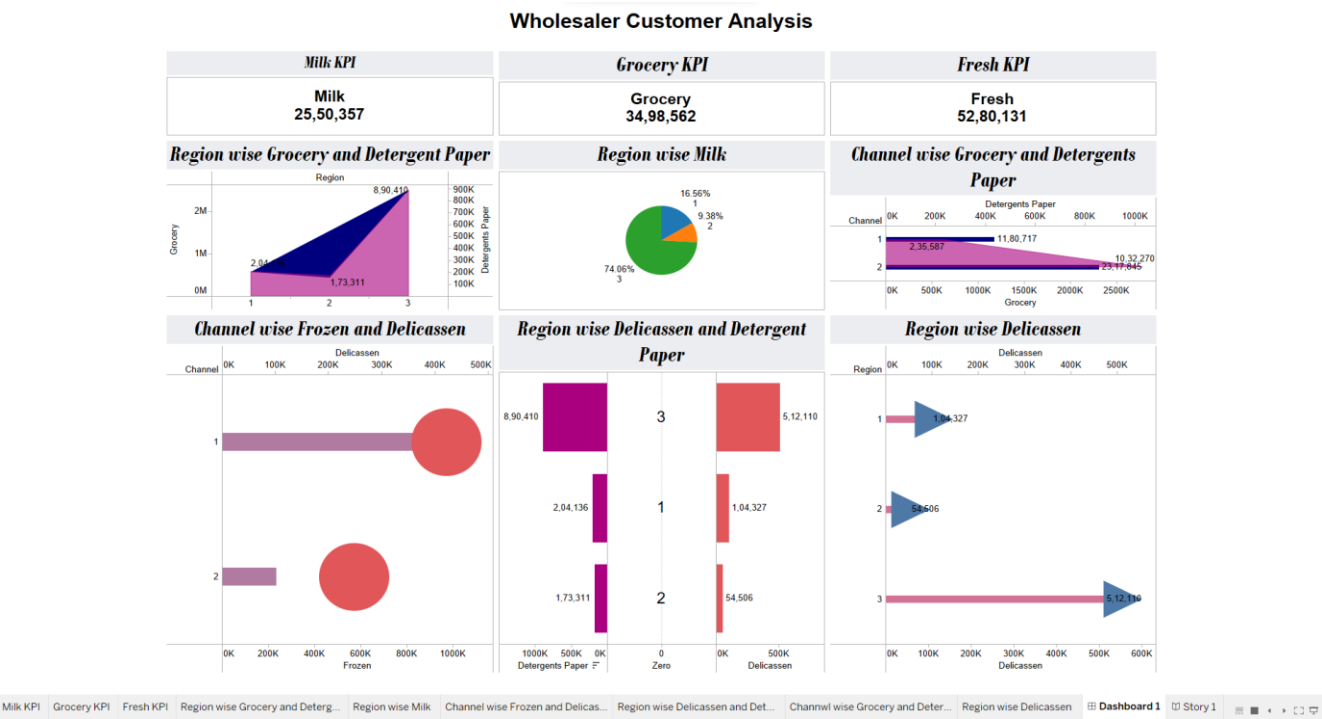 Wholesaler Customer Analysis
Milk KPI
Grocery KPI
Fresh KPI
Milk
25,50,357
Grocery
34,98,562
Fresh
52,80,131
Region wise Grocery and Detergent Paper
Region
Grocery
2M
1M
0M
8,90,410
1,73,311
900K
800K
700K
600K
500K
400K
300K
200K
100K
Detergents Paper
1 2 3
Region wise Milk
16.56%
1
9.38%
2
74.06%
3
Channel wise Grocery and Detergents
Paper
Detergents Paper
Channel 0K 200K 400K 600K 800K 1000K
1 11,80,717
2,35,587
10,32,270
2 23,17,845
0K 500K 1000K 1500K 2000K 2500K
Grocery
Channel wise Frozen and Delicassen
Delicassen
Channel 0K 100K 200K 300K 400K 500K
1
2
0K 200K 400K 600K 800K 1000K
Frozen
Region wise Delicassen and Detergent
Paper
8,90,410 3 5,12,110
2,04,136 1 1,04,327
1,73,311 2 54,506
1000K 500K 0K 0 0K 500K
Detergents Paper Zero Delicassen
Region wise Delicassen
Delicassen
Region 0K 100K 200K 300K 400K 500K
1 1,04,327
2 54,506
3 5,12,110
0K 100K 200K 300K 400K 500K 600K
Delicassen
Milk KPI Grocery KPI Fresh KPI Region wise Grocery and Deterg... Region wise Milk Channel wise Frozen and Delicas... Region wise Delicassen and Det... Channwl wise Grocery and Deter... Region wise Delicassen Dashboard 1 Story 1